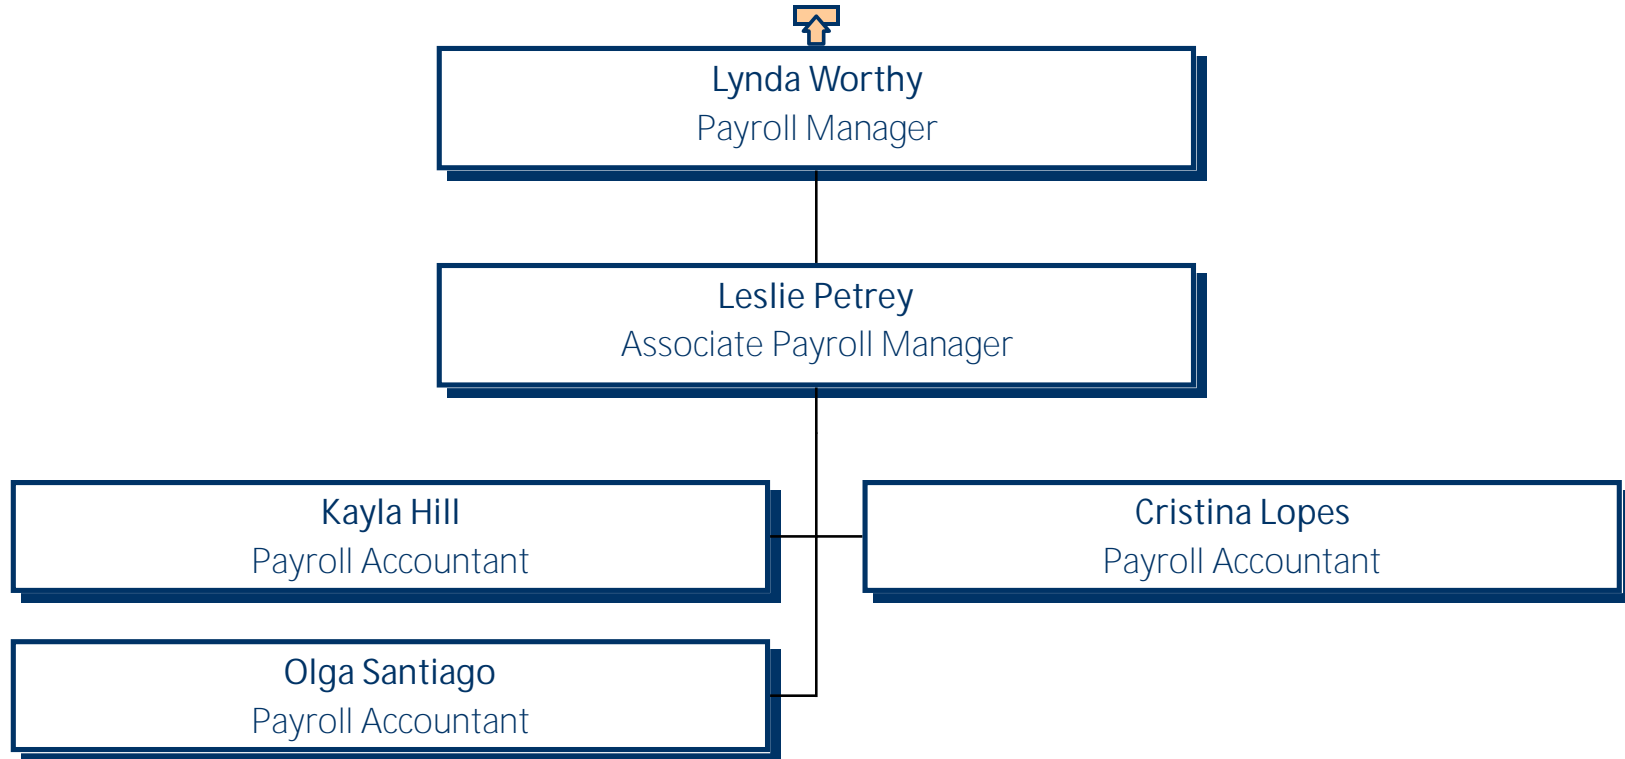 Lynda Worthy
Payroll Manager
Leslie Petrey
Associate Payroll Manager
Kayla Hill
Payroll Accountant
Cristina Lopes
Payroll Accountant
Olga Santiago
Payroll Accountant